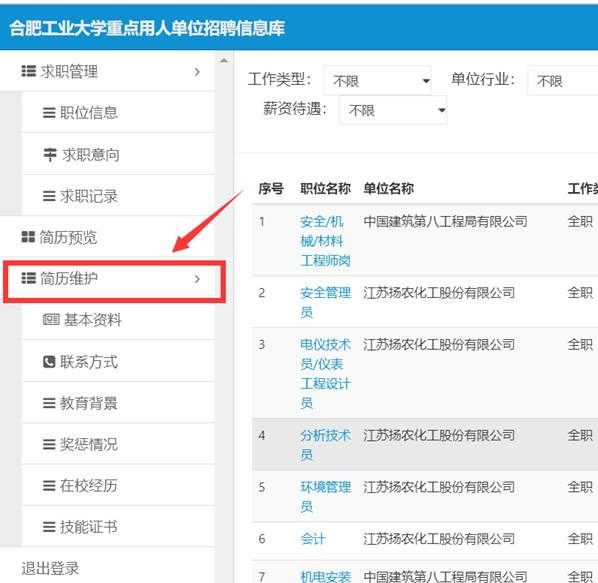 合肥工业大学重点用人单位招聘信息库
求职管理
职位信息
求职意向
求职记录
简历预览
简历维护
基本资料
联系方式
教育背景
奖惩情况
在校经历
技能证书
退出登录
工作类型： 不限 单位行业： 不限
薪资待遇： 不限
序号 职位名称 单位名称 工作
1 安全/机 中国建筑第八工程局有限公司 全职
械/材料
工程师岗
2 安全管理 江苏扬农化工股份有限公司 全职
员
3 电仪技术 江苏扬农化工股份有限公司 全职
员/仪表
工程设计
员
4 分析技术 江苏扬农化工股份有限公司 全职
员
5 环境管理 江苏扬农化工股份有限公司 全职
员
6 会计 江苏扬农化工股份有限公司 全职
7 机电安装 中国建筑第八工程局有限公司 全职